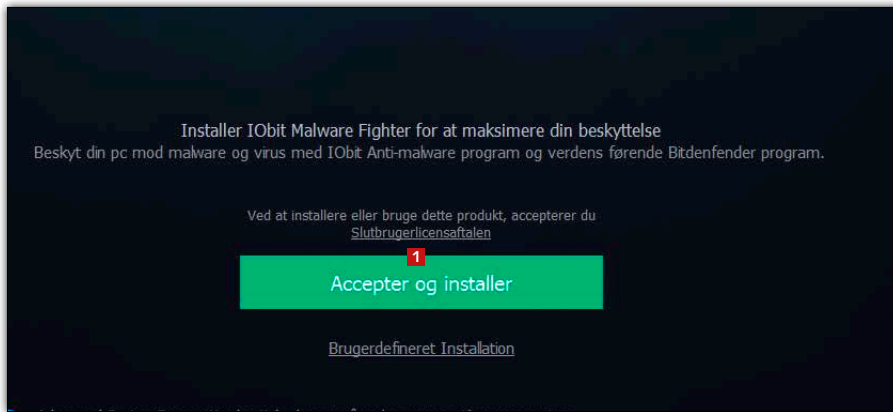 Installer IObit Malware Fighter for at maksimere din beskyttelse
Beskyt din pc mod malware og virus med IObit Anti-malware program og verdens førende Bitdenfender program.
Ved at installere eller bruge dette produkt, accepterer du
Slutbrugerlicensaftalen
1
Accepter og installer
Brugerdefineret Installation